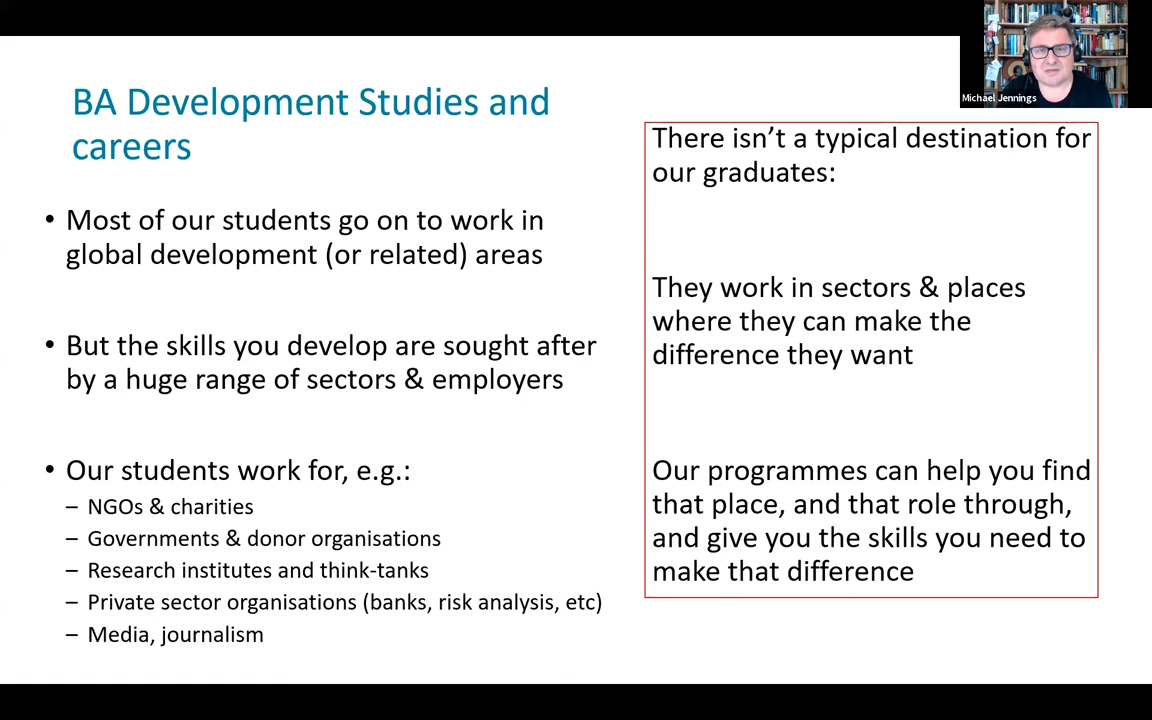 BA Development Studies and
careers
• Most of our students go on to work in
global development (or related) areas
• But the skills you develop are sought after
by a huge range of sectors & employers
• Our students work for, e.g.:
– NGOs & charities
– Governments & donor organisations
– Research institutes and think-tanks
– Private sector organisations (banks, risk analysis, etc)
– Media, journalism
There isn’t a typical destination for
our graduates:
They work in sectors & places
where they can make the
difference they want
Our programmes can help you find
that place, and that role through,
and give you the skills you need to
make that difference
Michael Jennings